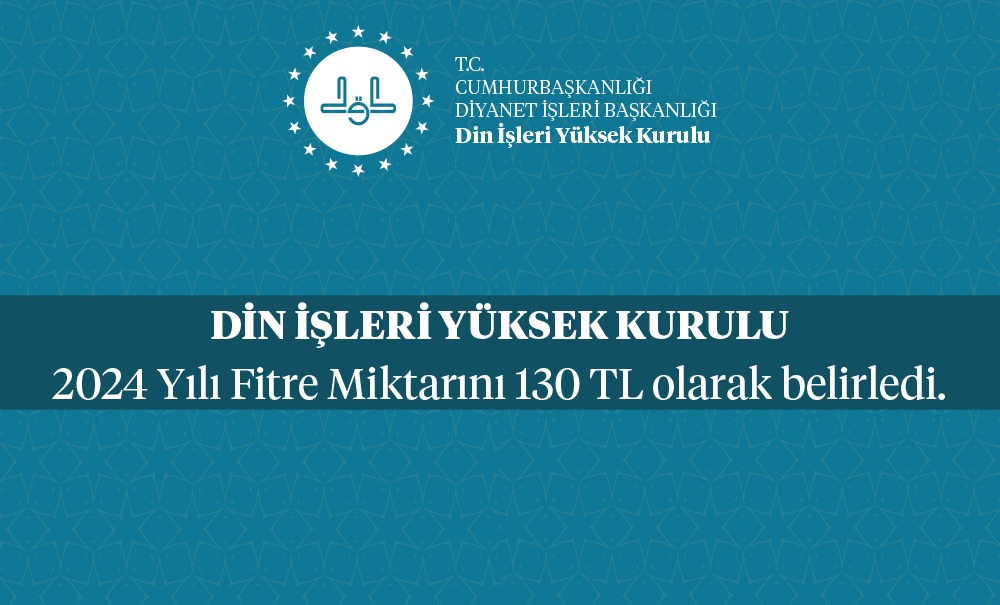 T.C.
CUMHURBAŞKANLIĞI
DİYANET İŞLERİ BAŞKANLIĞI
Din İşleri Yüksek Kurulu
DİN İŞLERİ YÜKSEK KURULU
2024 Yılı Fitre Miktarını 130 TL olarak belirledi.